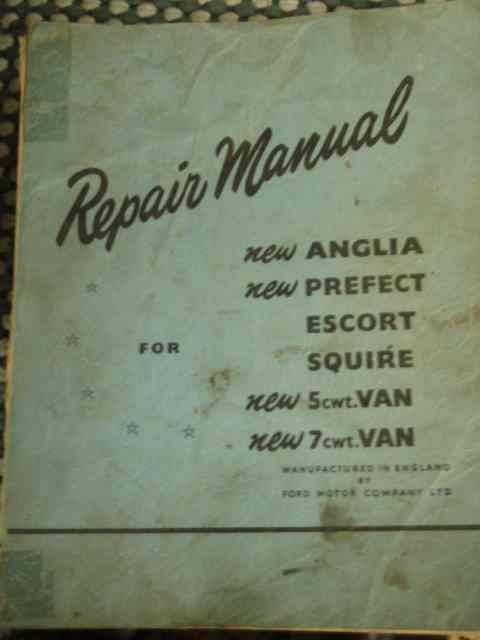 Repair Manual
new ANGLIA
new PREFECT
ESCORT
FOR
SQUIRE
new 5cwt. VAN
new 7cwt. VAN
MANUFACTURED IN ENGLAND
BY
FORD MOTOR COMPANY LTD